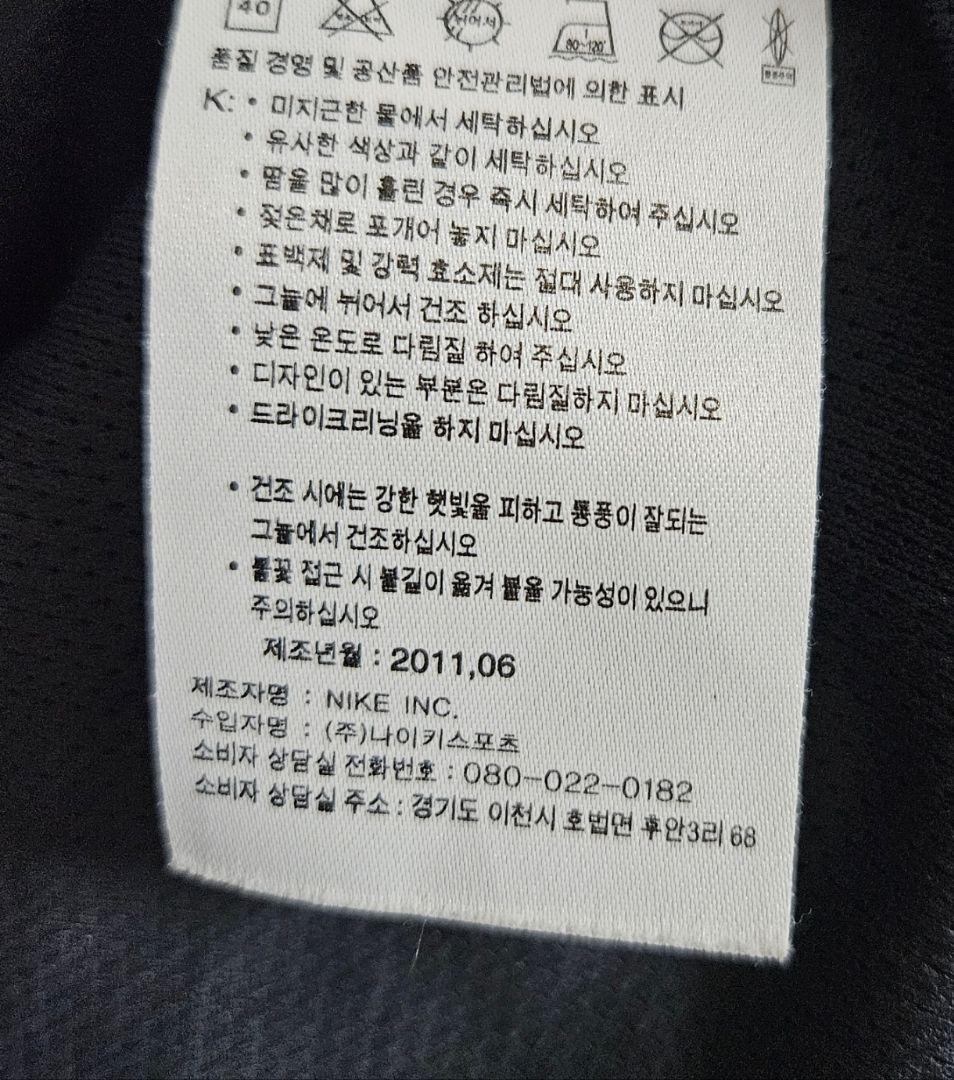 40
뉘어서
80~120°
품질 경영 및 공산품 안전관리법에 의한 표시
K: • 미지근한 물에서 세탁하십시오
• 유사한 색상과 같이 세탁하십시오
• 땀을 많이 흘린 경우 즉시 세탁하여 주십시오
• 젖은채로 포개어 놓지 마십시오
• 표백제 및 강력 효소제는 절대 사용하지 마십시오
• 그늘에 뉘어서 건조 하십시오
• 낮은 온도로 다림질 하여 주십시오
• 디자인이 있는 부분은 다림질하지 마십시오
• 드라이크리닝을 하지 마십시오
• 건조 시에는 강한 햇빛을 피하고 통풍이 잘되는
그늘에서 건조하십시오
• 불꽃 접근 시 불길이 옮겨 붙을 가능성이 있으니
주의하십시오
제조년월 : 2011,06
제조자명 : NIKE INC.
수입자명 : (주)나이키스포츠
소비자 상담실 전화번호 : 080-022-0182
소비자 상담실 주소 : 경기도 이천시 호법면 후안3리 68